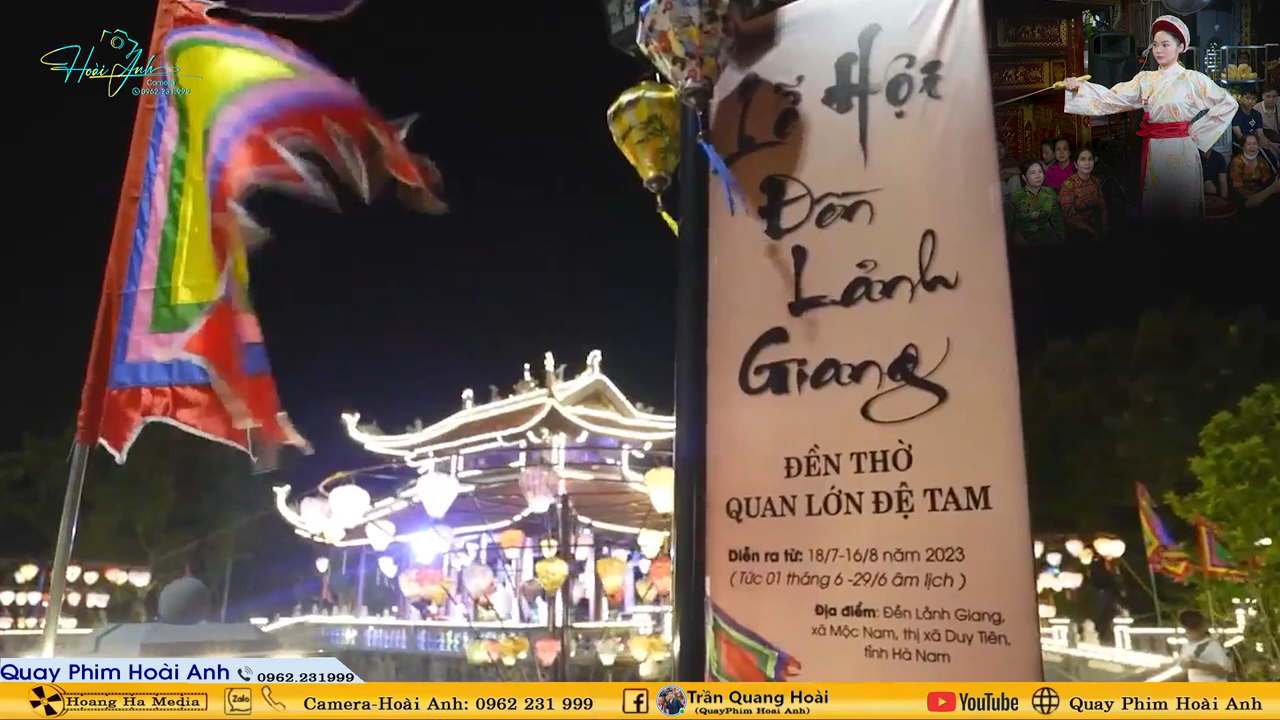 Hoài Anh
Camera
0962.231.999
Lễ Hội
Đền
Lảnh
Giang
ĐỀN THỜ
QUAN LỚN ĐỆ TAM
Diễn ra từ: 18/7-16/8 năm 2023
( Tức 01 tháng 6 -29/6 âm lịch )
Địa điểm: Đền Lảnh Giang,
xã Mộc Nam, thị xã Duy Tiên,
tỉnh Hà Nam
Quay Phim Hoài Anh 0962.231999
Hoang Ha Media
Zalo
Camera-Hoài Anh: 0962 231 999
Trần Quang Hoài
(QuayPhim Hoai Anh)
YouTube
Quay Phim Hoài Anh